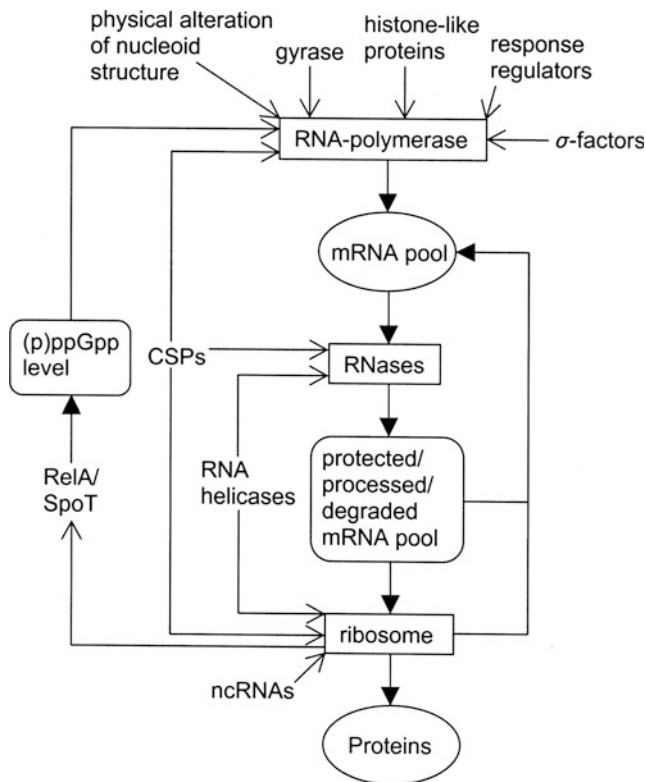 physical alteration
of nucleoid
structure
gyrase
histone-like
proteins
response
regulators
RNA-polymerase
σ-factors
mRNA pool
(p)ppGpp
level
CSPs
RNases
RelA/
SpoT
RNA
helicases
protected/
processed/
degraded
mRNA pool
ribosome
ncRNAs
Proteins